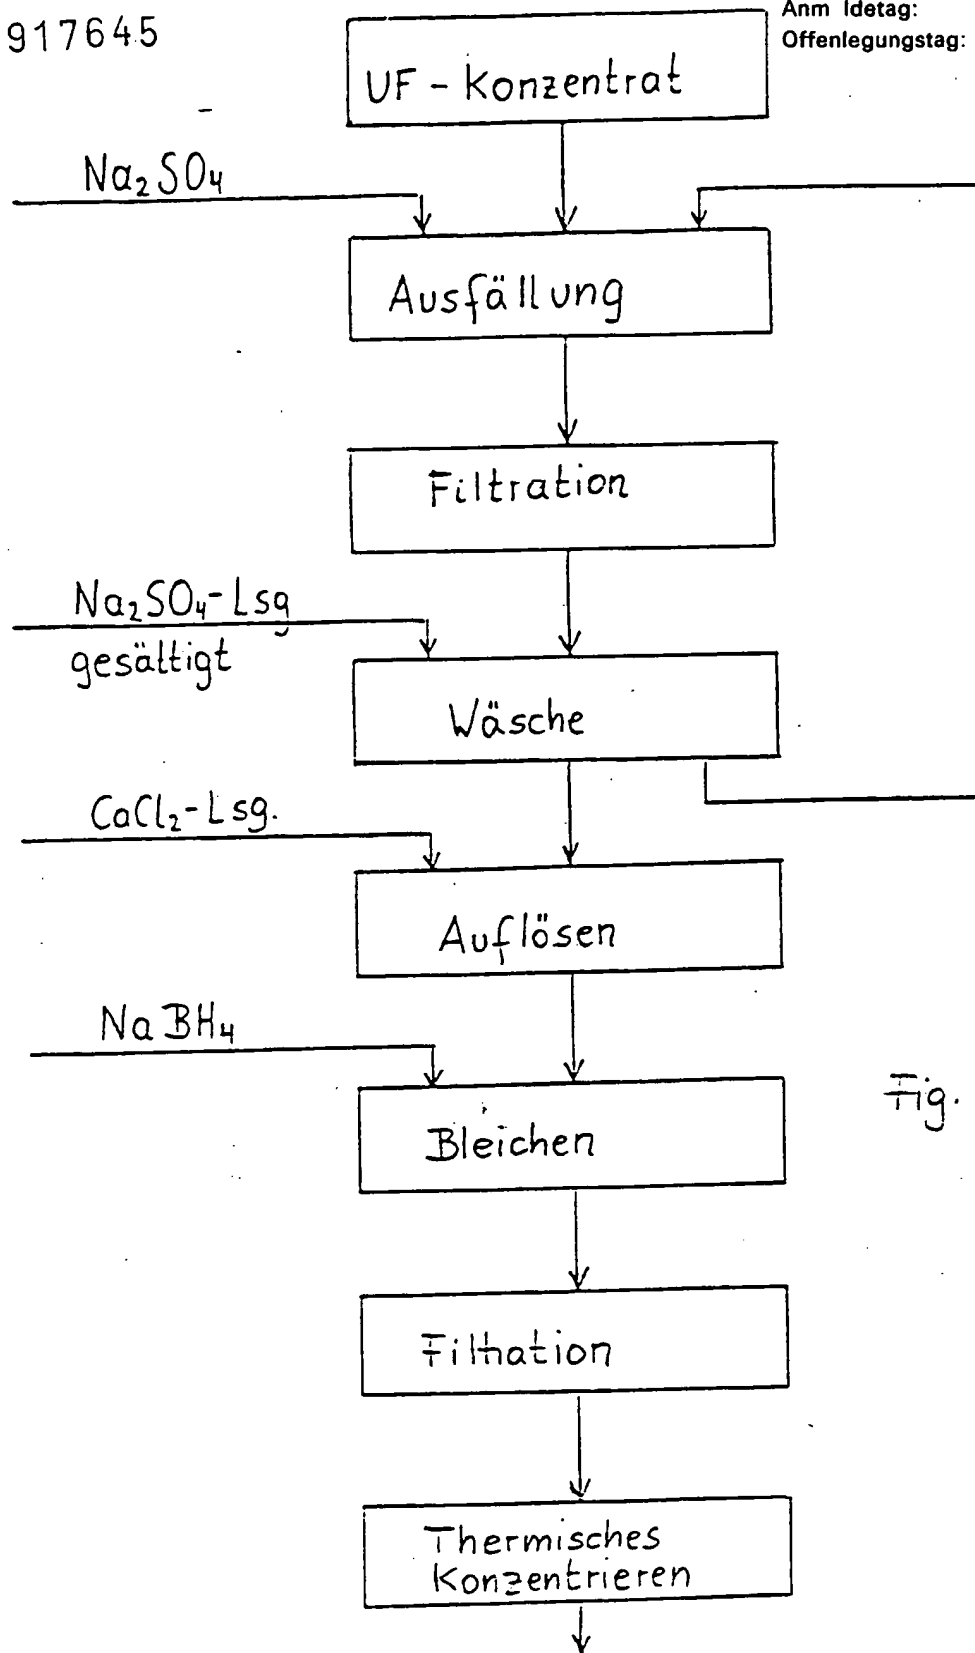 917645
Anm ldetag:
Offenlegungstag:
UF - Konzentrat
Na₂SO₄
Ausfällung
Filtration
Na₂SO₄-Lsg
gesättigt
Wäsche
CaCl₂-Lsg.
Auflösen
NaBH₄
Fig.
Bleichen
Filtration
Thermisches
Konzentrieren